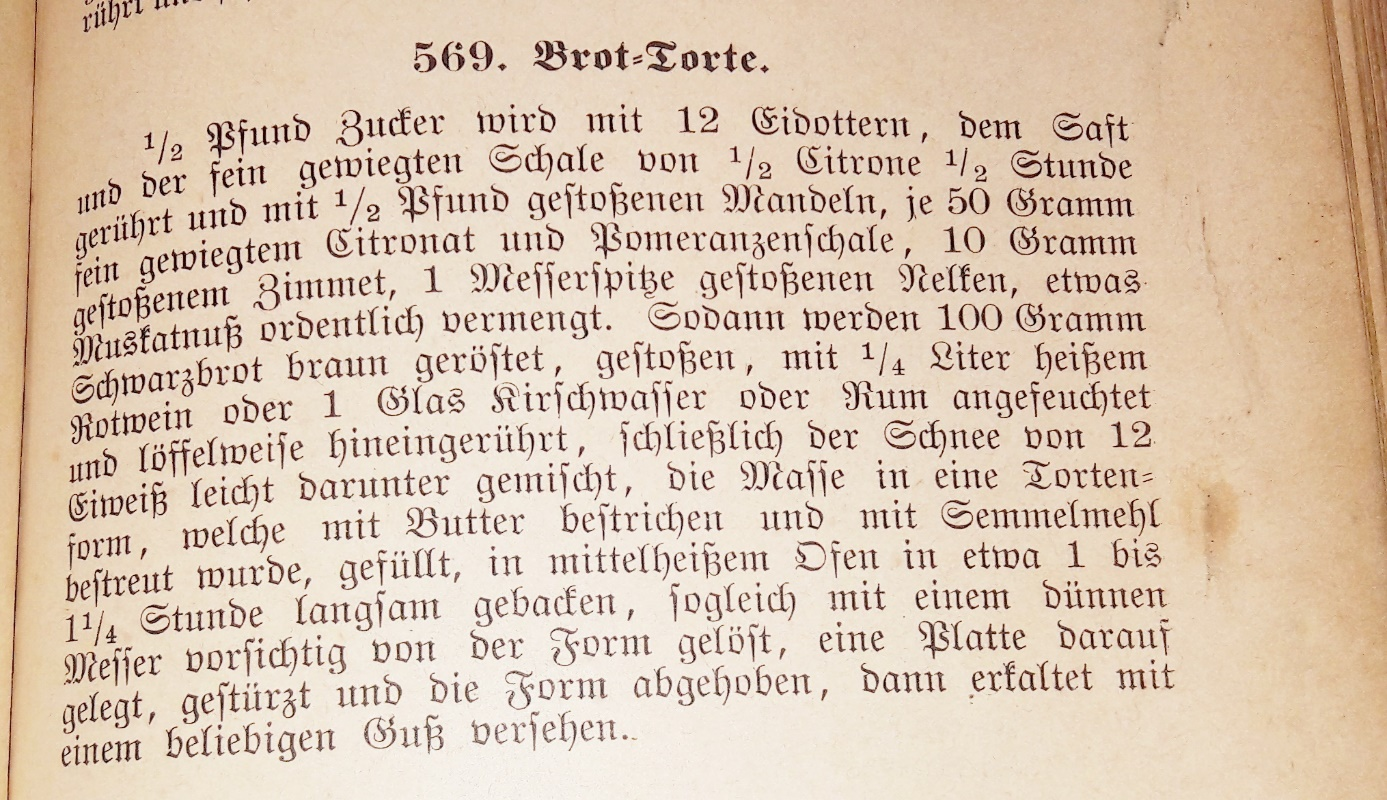 rührt und
569. Brot-Torte.
1/2 Pfund Zucker wird mit 12 Eidottern, dem Saft
und der fein gewiegten Schale von 1/2 Citrone 1/2 Stunde
gerührt und mit 1/2 Pfund gestoßenen Mandeln, je 50 Gramm
fein gewiegtem Citronat und Pomeranzenschale, 10 Gramm
gestoßenem Zimmet, 1 Messerspitze gestoßenen Nelken, etwas
Muskatnuß ordentlich vermengt. Sodann werden 100 Gramm
Schwarzbrot braun geröstet, gestoßen, mit 1/4 Liter heißem
Rotwein oder 1 Glas Kirschwasser oder Rum angefeuchtet
und löffelweise hineingerührt, schließlich der Schnee von 12
Eiweiß leicht darunter gemischt, die Masse in eine Torten-
form, welche mit Butter bestrichen und mit Semmelmehl
bestreut wurde, gefüllt, in mittelheißem Ofen in etwa 1 bis
1 1/4 Stunde langsam gebacken, sogleich mit einem dünnen
Messer vorsichtig von der Form gelöst, eine Platte darauf
gelegt, gestürzt und die Form abgehoben, dann erkaltet mit
einem beliebigen Guß versehen.